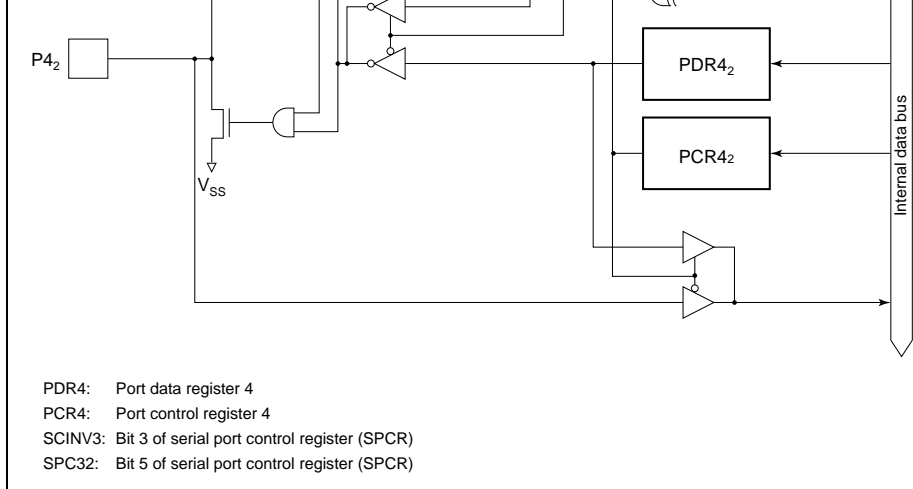 P4₂
PDR4₂
PCR4₂
Internal data bus
V_SS
PDR4: Port data register 4
PCR4: Port control register 4
SCINV3: Bit 3 of serial port control register (SPCR)
SPC32: Bit 5 of serial port control register (SPCR)